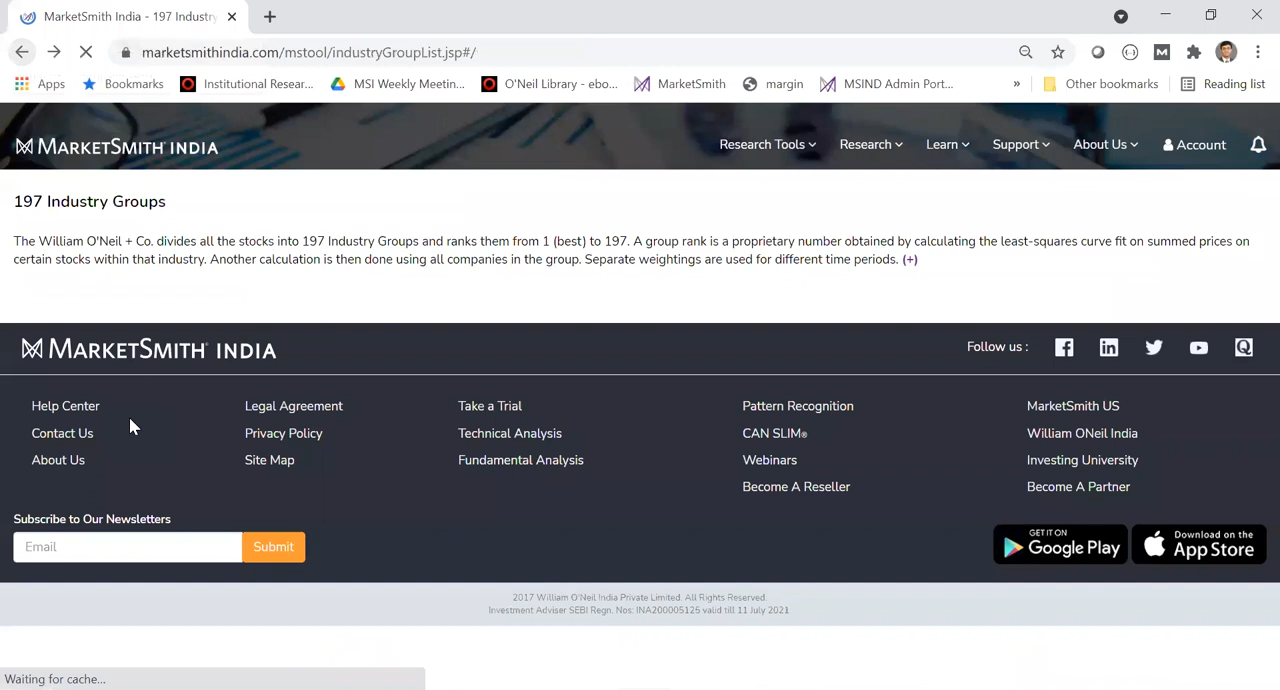 MarketSmith India - 197 Industry
marketsmithindia.com/mstool/industryGroupList.jsp#/
Apps Bookmarks Institutional Resear... MSI Weekly Meetin... O'Neil Library - ebo... MarketSmith margin MSIND Admin Port... » Other bookmarks Reading list
MARKETSMITH INDIA Research Tools Research Learn Support About Us Account
197 Industry Groups
The William O'Neil + Co. divides all the stocks into 197 Industry Groups and ranks them from 1 (best) to 197. A group rank is a proprietary number obtained by calculating the least-squares curve fit on summed prices on
certain stocks within that industry. Another calculation is then done using all companies in the group. Separate weightings are used for different time periods. (+)
MARKETSMITH INDIA Follow us :
Help Center Legal Agreement Take a Trial Pattern Recognition MarketSmith US
Contact Us Privacy Policy Technical Analysis CAN SLIM® William ONeil India
About Us Site Map Fundamental Analysis Webinars Investing University
Become A Reseller Become A Partner
Subscribe to Our Newsletters
Email Submit
GET IT ON Google Play Download on the App Store
2017 William O'Neil India Private Limited. All Rights Reserved.
Investment Adviser SEBI Regn. Nos: INA200005125 valid till 11 July 2021
Waiting for cache...